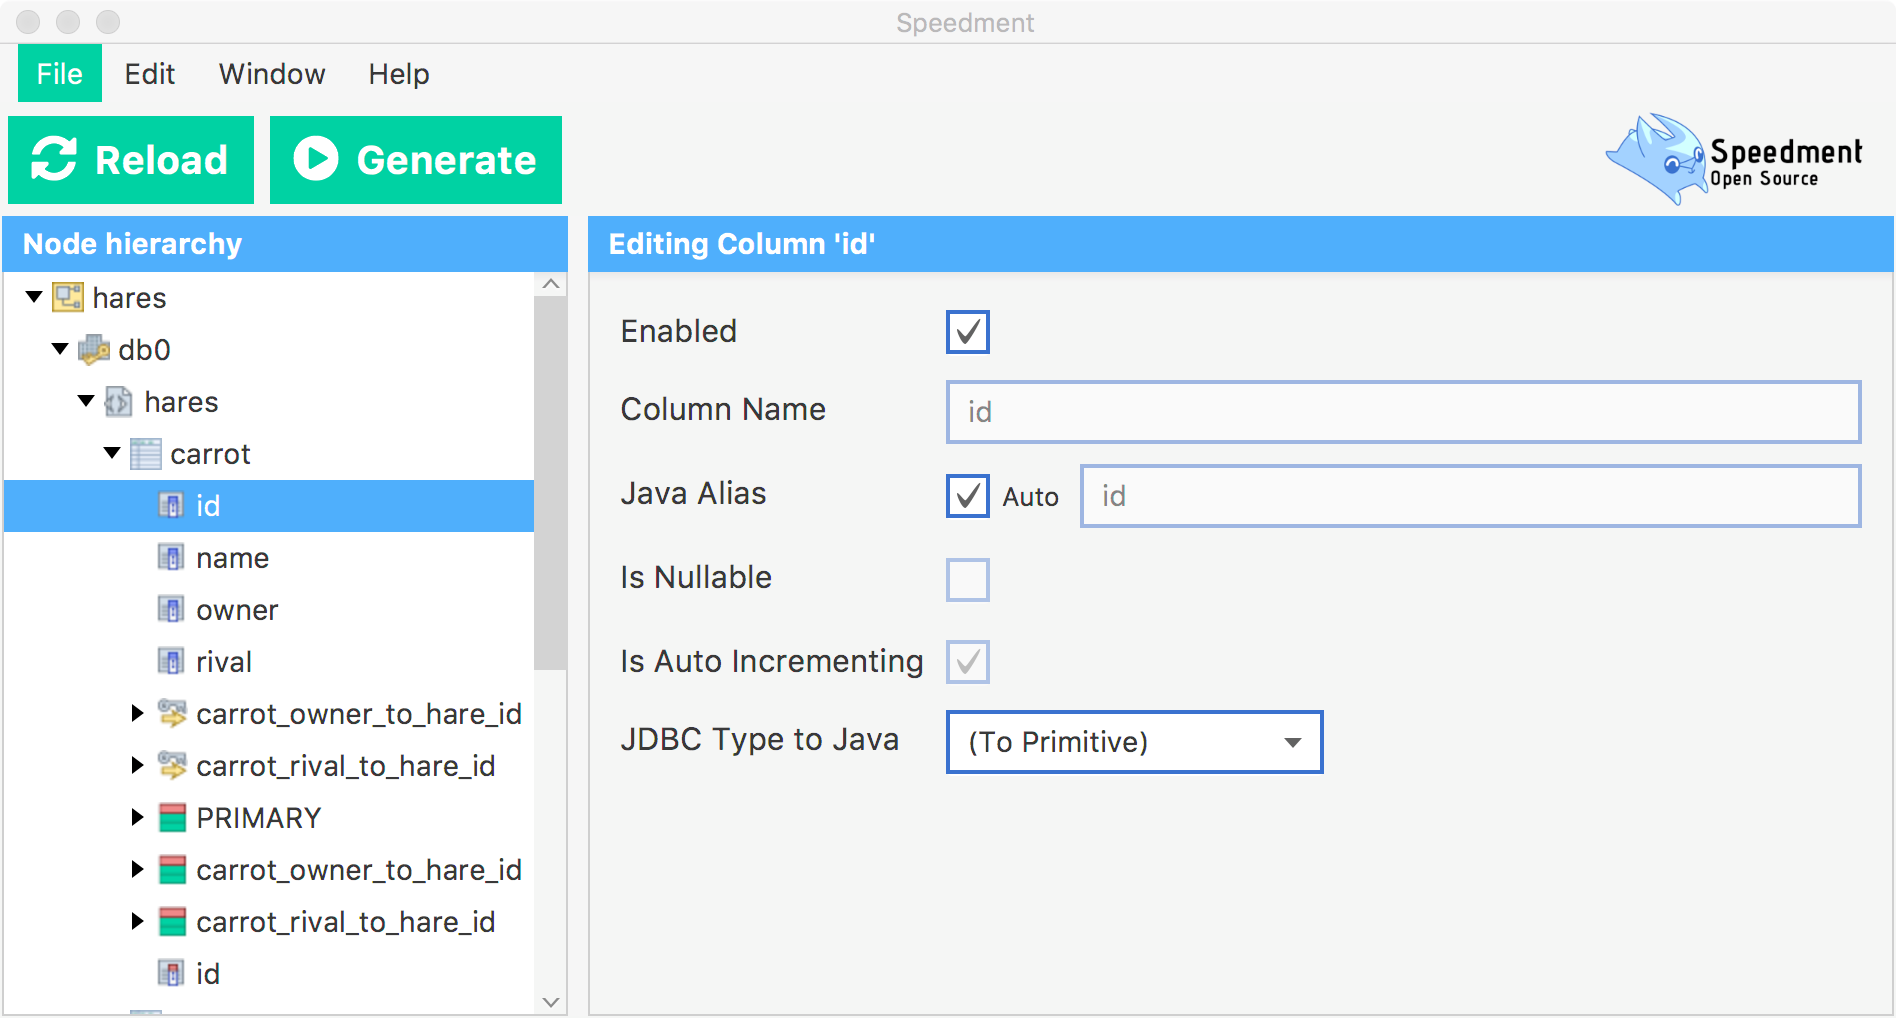 Speedment
File Edit Window Help
Reload Generate
Speedment
Open Source
Node hierarchy
hares
db0
hares
carrot
id
name
owner
rival
carrot_owner_to_hare_id
carrot_rival_to_hare_id
PRIMARY
carrot_owner_to_hare_id
carrot_rival_to_hare_id
id
Editing Column 'id'
Enabled
Column Name id
Java Alias Auto id
Is Nullable
Is Auto Incrementing
JDBC Type to Java (To Primitive)